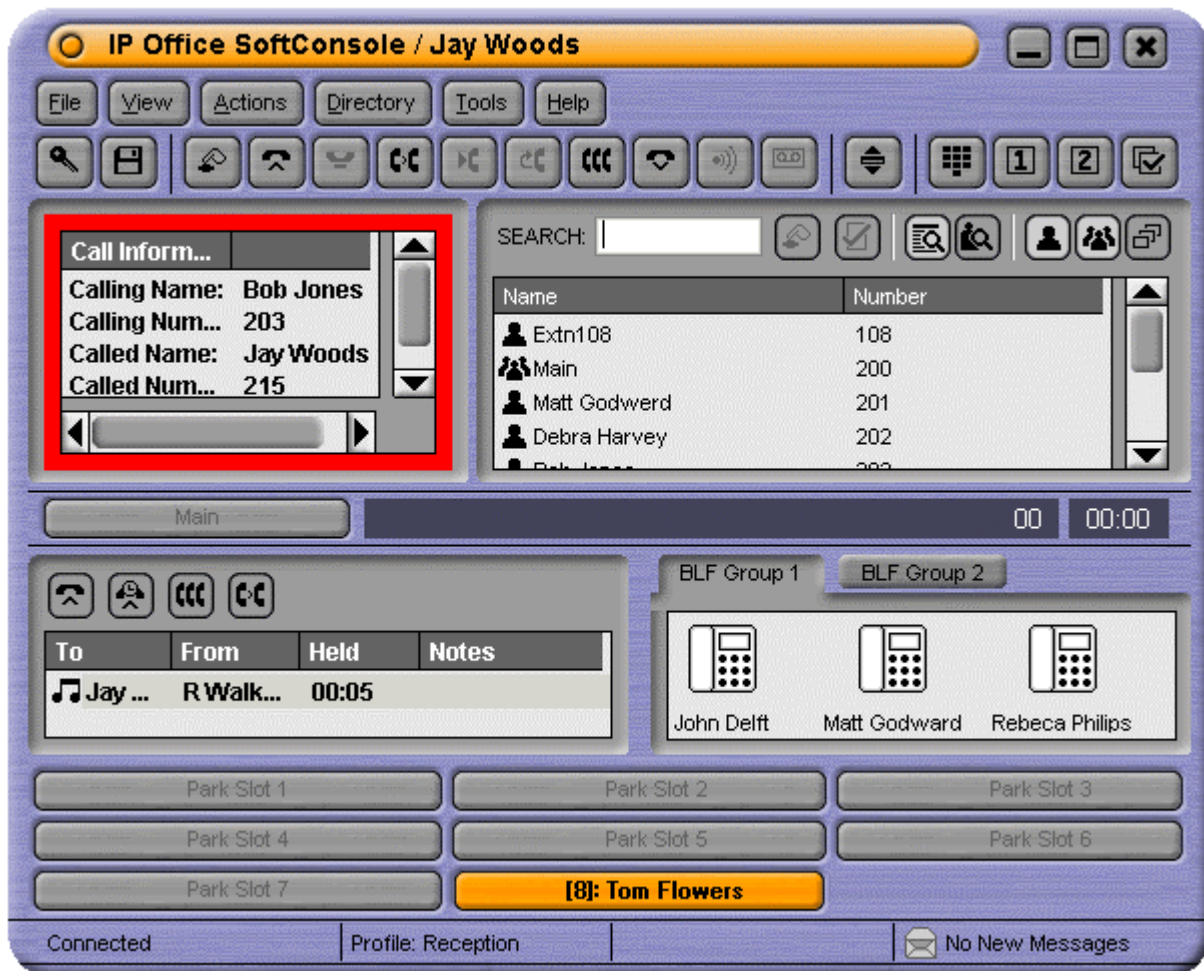 IP Office SoftConsole / Jay Woods
File View Actions Directory Tools Help
1 2
Call Inform...
Calling Name: Bob Jones
Calling Num... 203
Called Name: Jay Woods
Called Num... 215
SEARCH:
Name Number
Extn108 108
Main 200
Matt Godwerd 201
Debra Harvey 202
Main 00 00:00
To From Held Notes
Jay ... R Walk... 00:05
BLF Group 1 BLF Group 2
John Delft Matt Godward Rebeca Philips
Park Slot 1 Park Slot 2 Park Slot 3
Park Slot 4 Park Slot 5 Park Slot 6
Park Slot 7 [8]: Tom Flowers
Connected Profile: Reception No New Messages